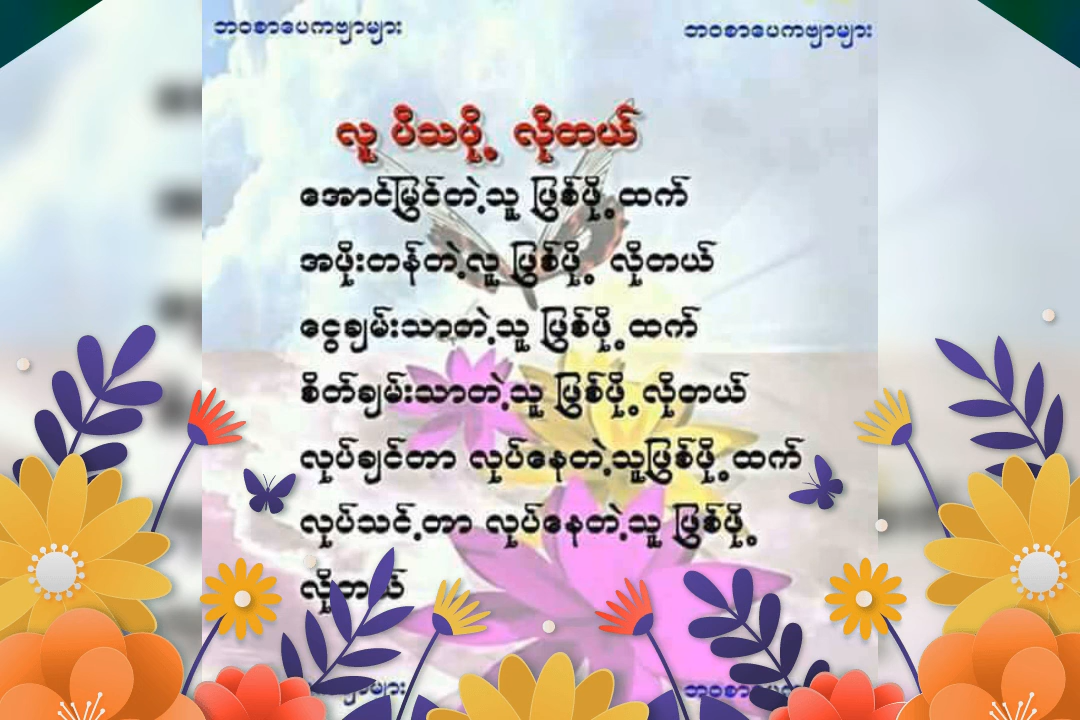 ဘဝစာပေကဗျာများ ဘဝစာပေကဗျာများ
လူ ပီသဖို့ လိုတယ်
အောင်မြင်တဲ့သူ ဖြစ်ဖို့ ထက်
အဖိုးတန်တဲ့လူ ဖြစ်ဖို့ လိုတယ်
ငွေချမ်းသာတဲ့သူ ဖြစ်ဖို့ ထက်
စိတ်ချမ်းသာတဲ့သူ ဖြစ်ဖို့ လိုတယ်
လုပ်ချင်တာ လုပ်နေတဲ့သူဖြစ်ဖို့ ထက်
လုပ်သင့်တာ လုပ်နေတဲ့သူ ဖြစ်ဖို့
လိုတယ်